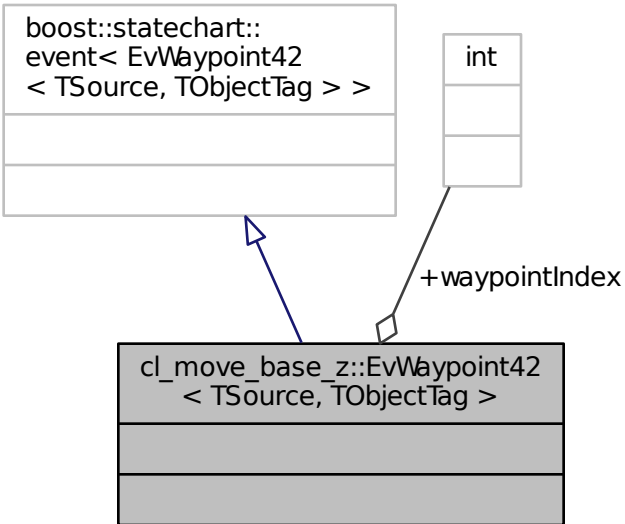 boost::statechart::
event< EvWaypoint42
< TSource, TObjectTag > >
int
+waypointIndex
cl_move_base_z::EvWaypoint42
< TSource, TObjectTag >